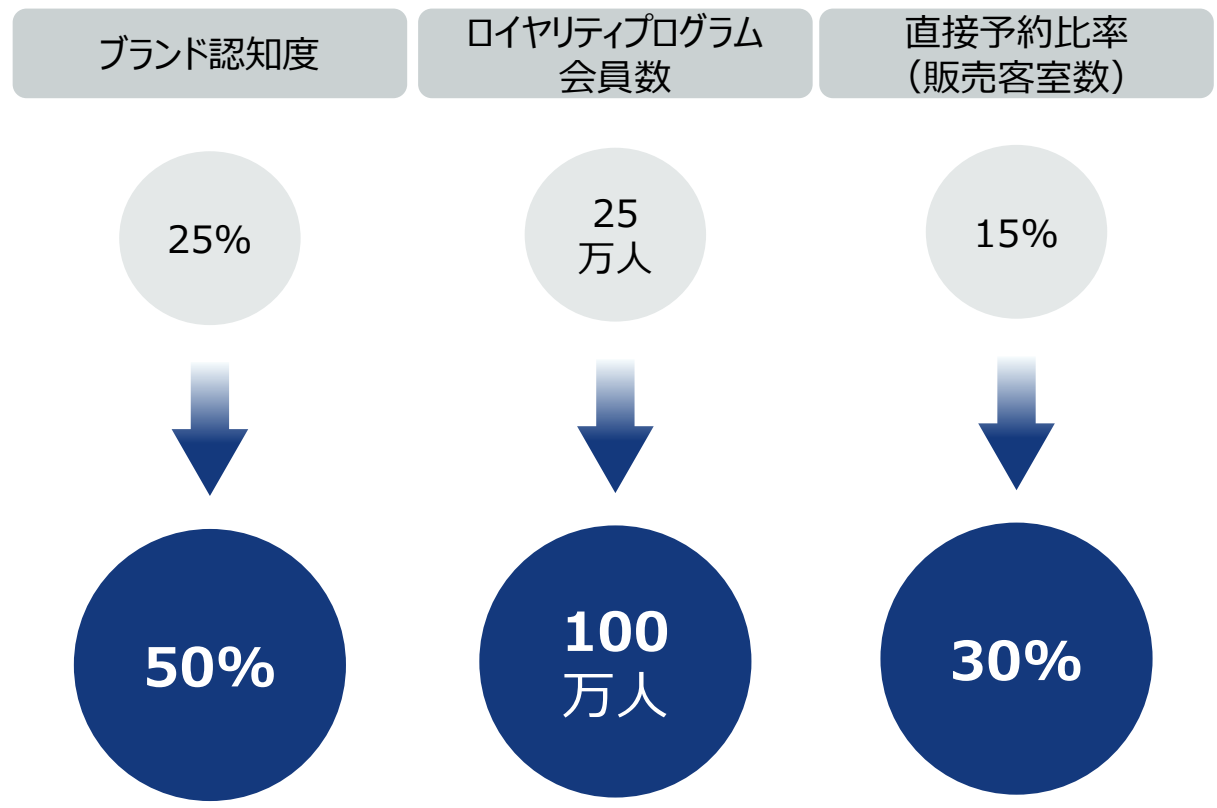 ブランド認知度
ロイヤリティプログラム
会員数
直接予約比率
（販売客室数）
25%
25
万人
15%
50%
100
万人
30%